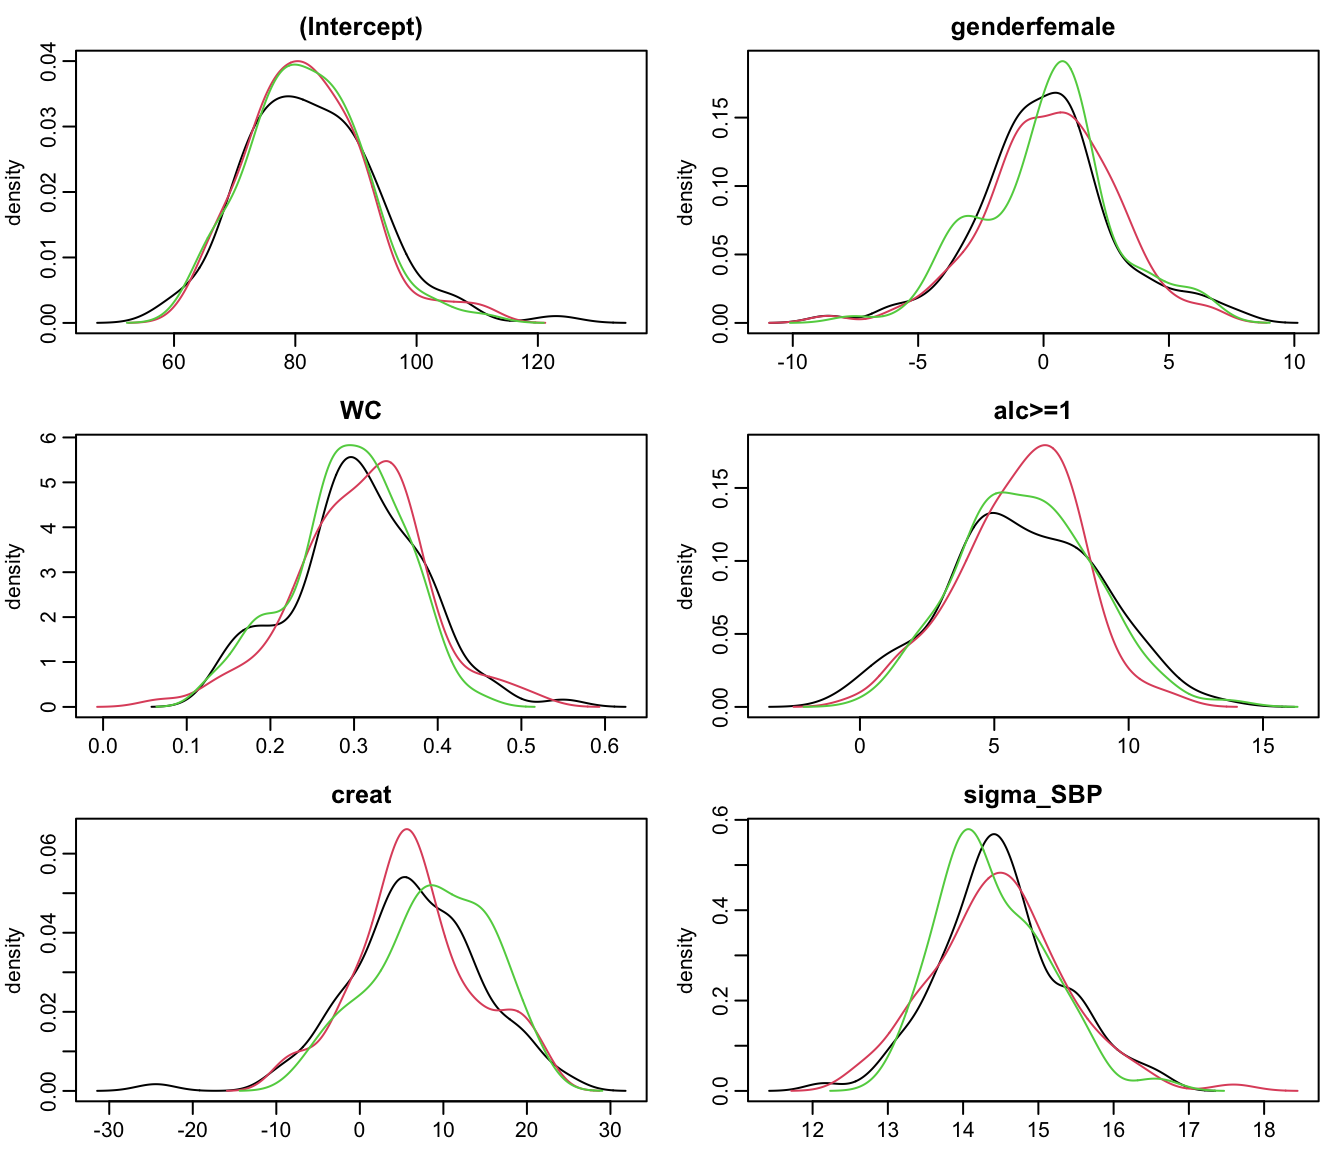 (Intercept)
density
0.00 0.01 0.02 0.03 0.04
60 80 100 120
genderfemale
density
0.00 0.05 0.10 0.15
-10 -5 0 5 10
WC
density
0 1 2 3 4 5 6
0.0 0.1 0.2 0.3 0.4 0.5 0.6
alc>=1
density
0.00 0.05 0.10 0.15
0 5 10 15
creat
density
0.00 0.02 0.04 0.06
-30 -20 -10 0 10 20 30
sigma_SBP
density
0.0 0.2 0.4 0.6
12 13 14 15 16 17 18